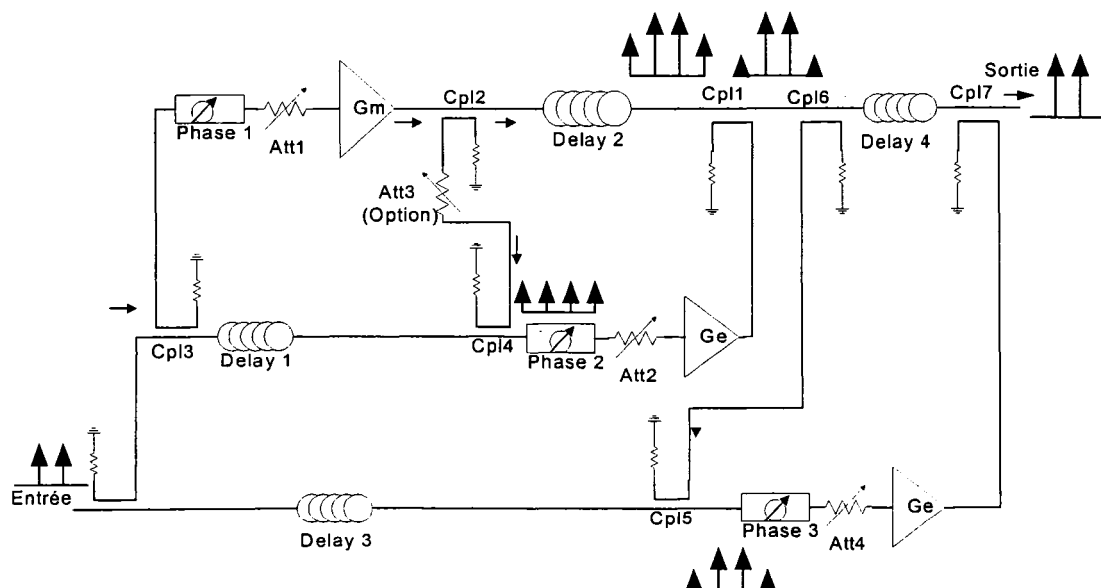 Sortie
Cpl2
Cpl1
Cpl6
Cpl7
Gm
Phase 1
Att1
Delay 2
Delay 4
Att3
(Option)
Cpl3
Delay 1
Cpl4
Phase 2
Att2
Ge
Entrée
Delay 3
Cpl5
Phase 3
Att4
Ge